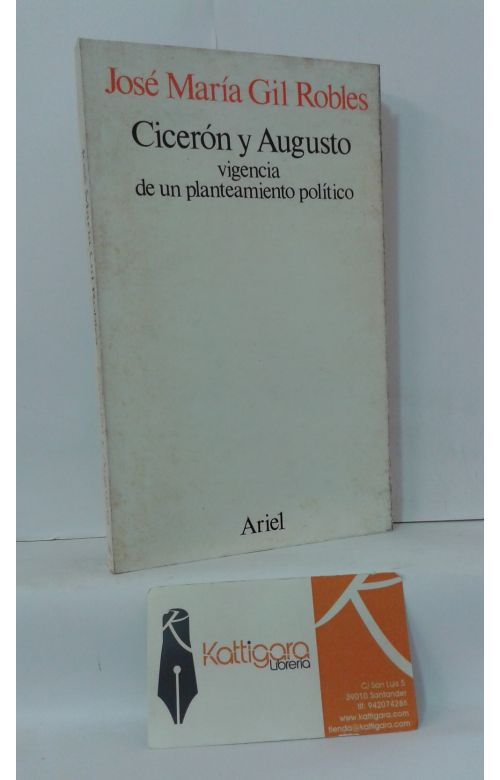 José María Gil Robles
Cicerón y Augusto
vigencia
de un planteamiento político
Ariel
Kattigara
Librería
C/ San Luis 5
39010 Santander
tlf. 942074286
www.kattigara.com
tienda@kattigara.com